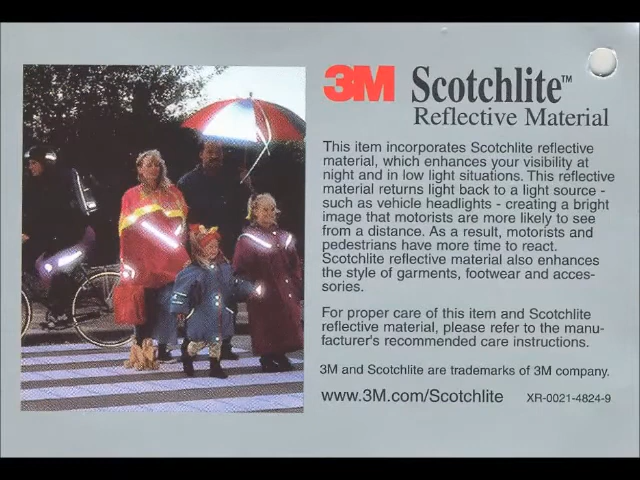 3M Scotchlite™
Reflective Material
This item incorporates Scotchlite reflective
material, which enhances your visibility at
night and in low light situations. This reflective
material returns light back to a light source -
such as vehicle headlights - creating a bright
image that motorists are more likely to see
from a distance. As a result, motorists and
pedestrians have more time to react.
Scotchlite reflective material also enhances
the style of garments, footwear and acces-
sories.
For proper care of this item and Scotchlite
reflective material, please refer to the manu-
facturer's recommended care instructions.
3M and Scotchlite are trademarks of 3M company.
www.3M.com/Scotchlite XR-0021-4824-9